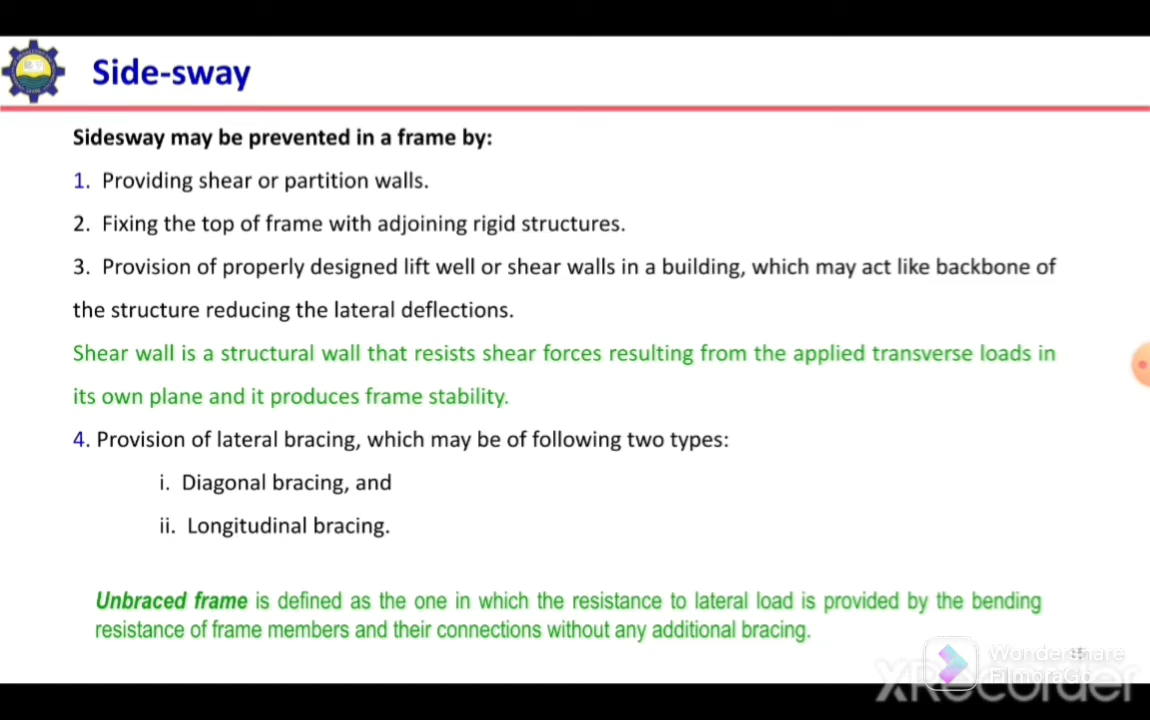 Side-sway
Sidesway may be prevented in a frame by:
1. Providing shear or partition walls.
2. Fixing the top of frame with adjoining rigid structures.
3. Provision of properly designed lift well or shear walls in a building, which may act like backbone of
the structure reducing the lateral deflections.
Shear wall is a structural wall that resists shear forces resulting from the applied transverse loads in
its own plane and it produces frame stability.
4. Provision of lateral bracing, which may be of following two types:
i. Diagonal bracing, and
ii. Longitudinal bracing.
Unbraced frame is defined as the one in which the resistance to lateral load is provided by the bending
resistance of frame members and their connections without any additional bracing.
Wondershare
FilmoraGo
XRecorder